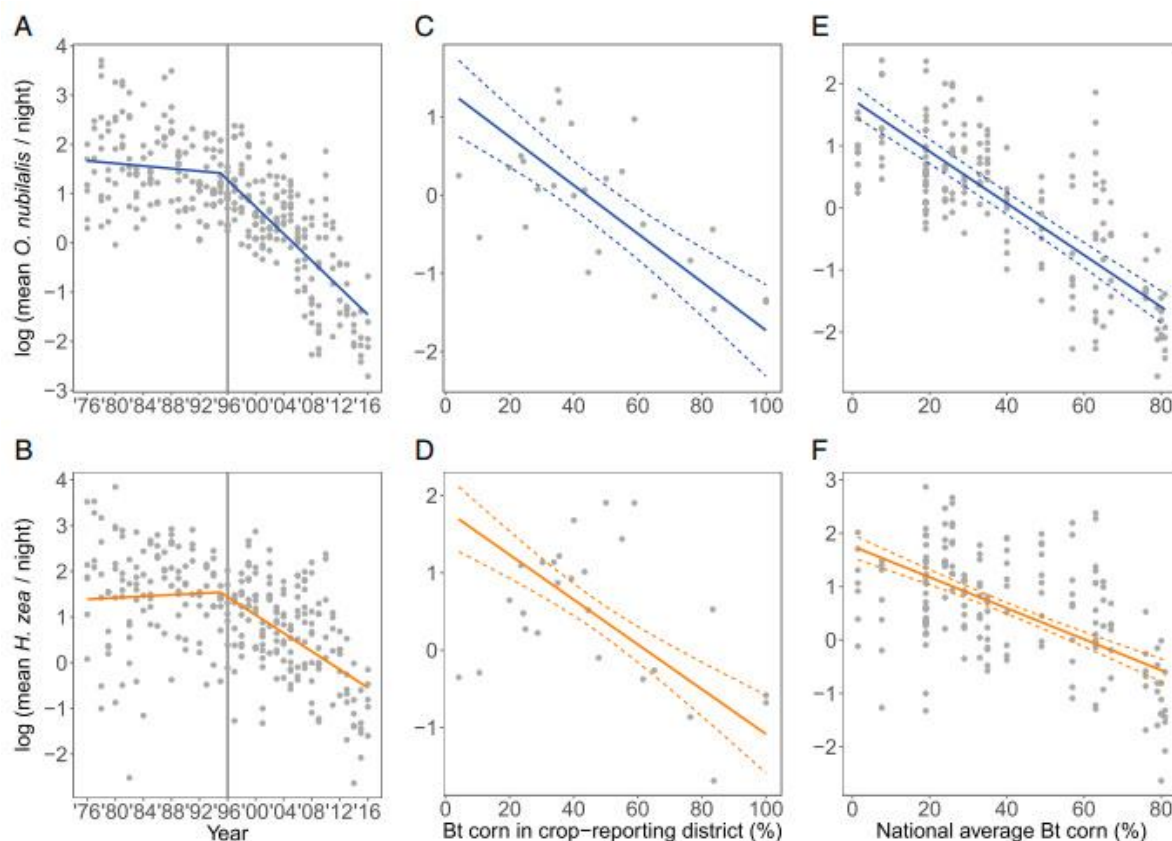 A
C
E
log (mean O. nubilalis / night)
4
3
2
1
0
−1
−2
−3
'76'80'84'88'92'96'00'04'08'12'16
1
0
−1
−2
0 20 40 60 80 100
2
1
0
−1
−2
0 20 40 60 80
B
D
F
log (mean H. zea / night)
4
3
2
1
0
−1
−2
'76'80'84'88'92'96'00'04'08'12'16
Year
2
1
0
−1
0 20 40 60 80 100
Bt corn in crop−reporting district (%)
3
2
1
0
−1
−2
0 20 40 60 80
National average Bt corn (%)